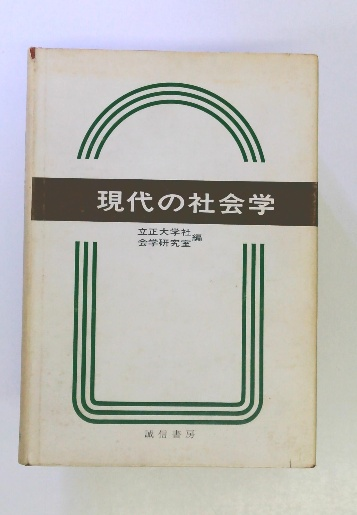 現代の社会学
立正大学社
会学研究室 編
誠信書房